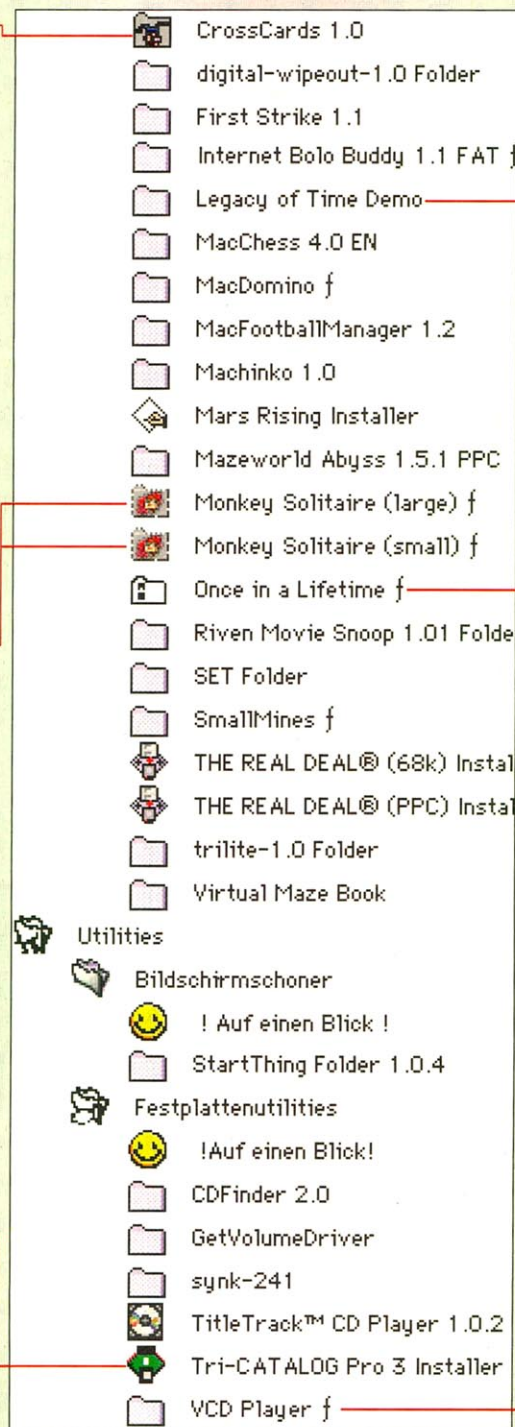 CrossCards 1.0
digital-wipeout-1.0 Folder
First Strike 1.1
Internet Bolo Buddy 1.1 FAT ƒ
Legacy of Time Demo
MacChess 4.0 EN
MacDomino ƒ
MacFootballManager 1.2
Machinko 1.0
Mars Rising Installer
Mazeworld Abyss 1.5.1 PPC
Monkey Solitaire (large) ƒ
Monkey Solitaire (small) ƒ
Once in a Lifetime ƒ
Riven Movie Snoop 1.01 Folde
SET Folder
SmallMines ƒ
THE REAL DEAL® (68k) Instal
THE REAL DEAL® (PPC) Instal
trilite-1.0 Folder
Virtual Maze Book
Utilities
Bildschirmschoner
! Auf einen Blick !
StartThing Folder 1.0.4
Festplattenutilities
!Auf einen Blick!
CDFinder 2.0
GetVolumeDriver
synk-241
TitleTrack™ CD Player 1.0.2
Tri-CATALOG Pro 3 Installer
VCD Player ƒ